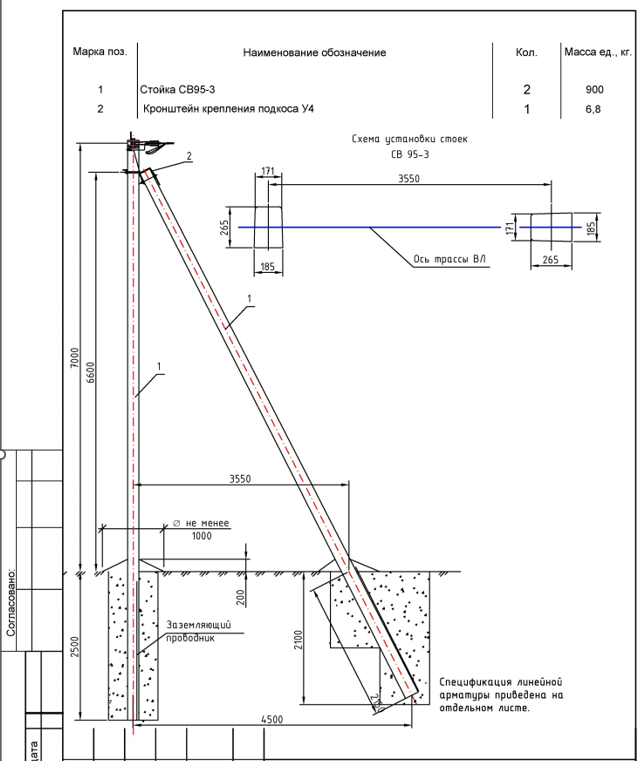 Марка поз. Наименование обозначение Кол. Масса ед., кг.
1 Стойка СВ95-3 2 900
2 Кронштейн крепления подкоса У4 1 6,8
Схема установки стоек
СВ 95-3
2
171
3550
265
185
171
185
265
Ось трассы ВЛ
1
1
7000
6600
3550
∅ не менее
1000
200
Заземляющий
проводник
2500
2100
4500
Спецификация линейной
арматуры приведена на
отдельном листе.
Согласовано:
дата